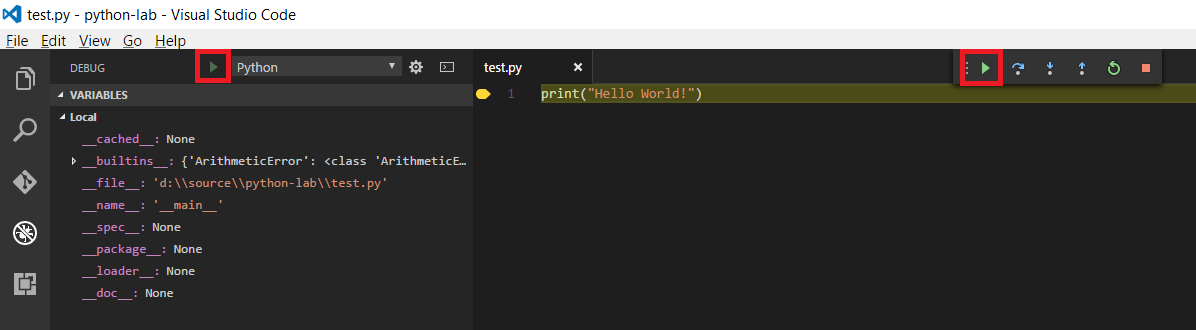 test.py - python-lab - Visual Studio Code
File Edit View Go Help
DEBUG Python
test.py
VARIABLES
1 print("Hello World!")
Local
__cached__: None
__builtins__: {'ArithmeticError': <class 'ArithmeticE…
__file__: 'd:\\source\\python-lab\\test.py'
__name__: '__main__'
__spec__: None
__package__: None
__loader__: None
__doc__: None